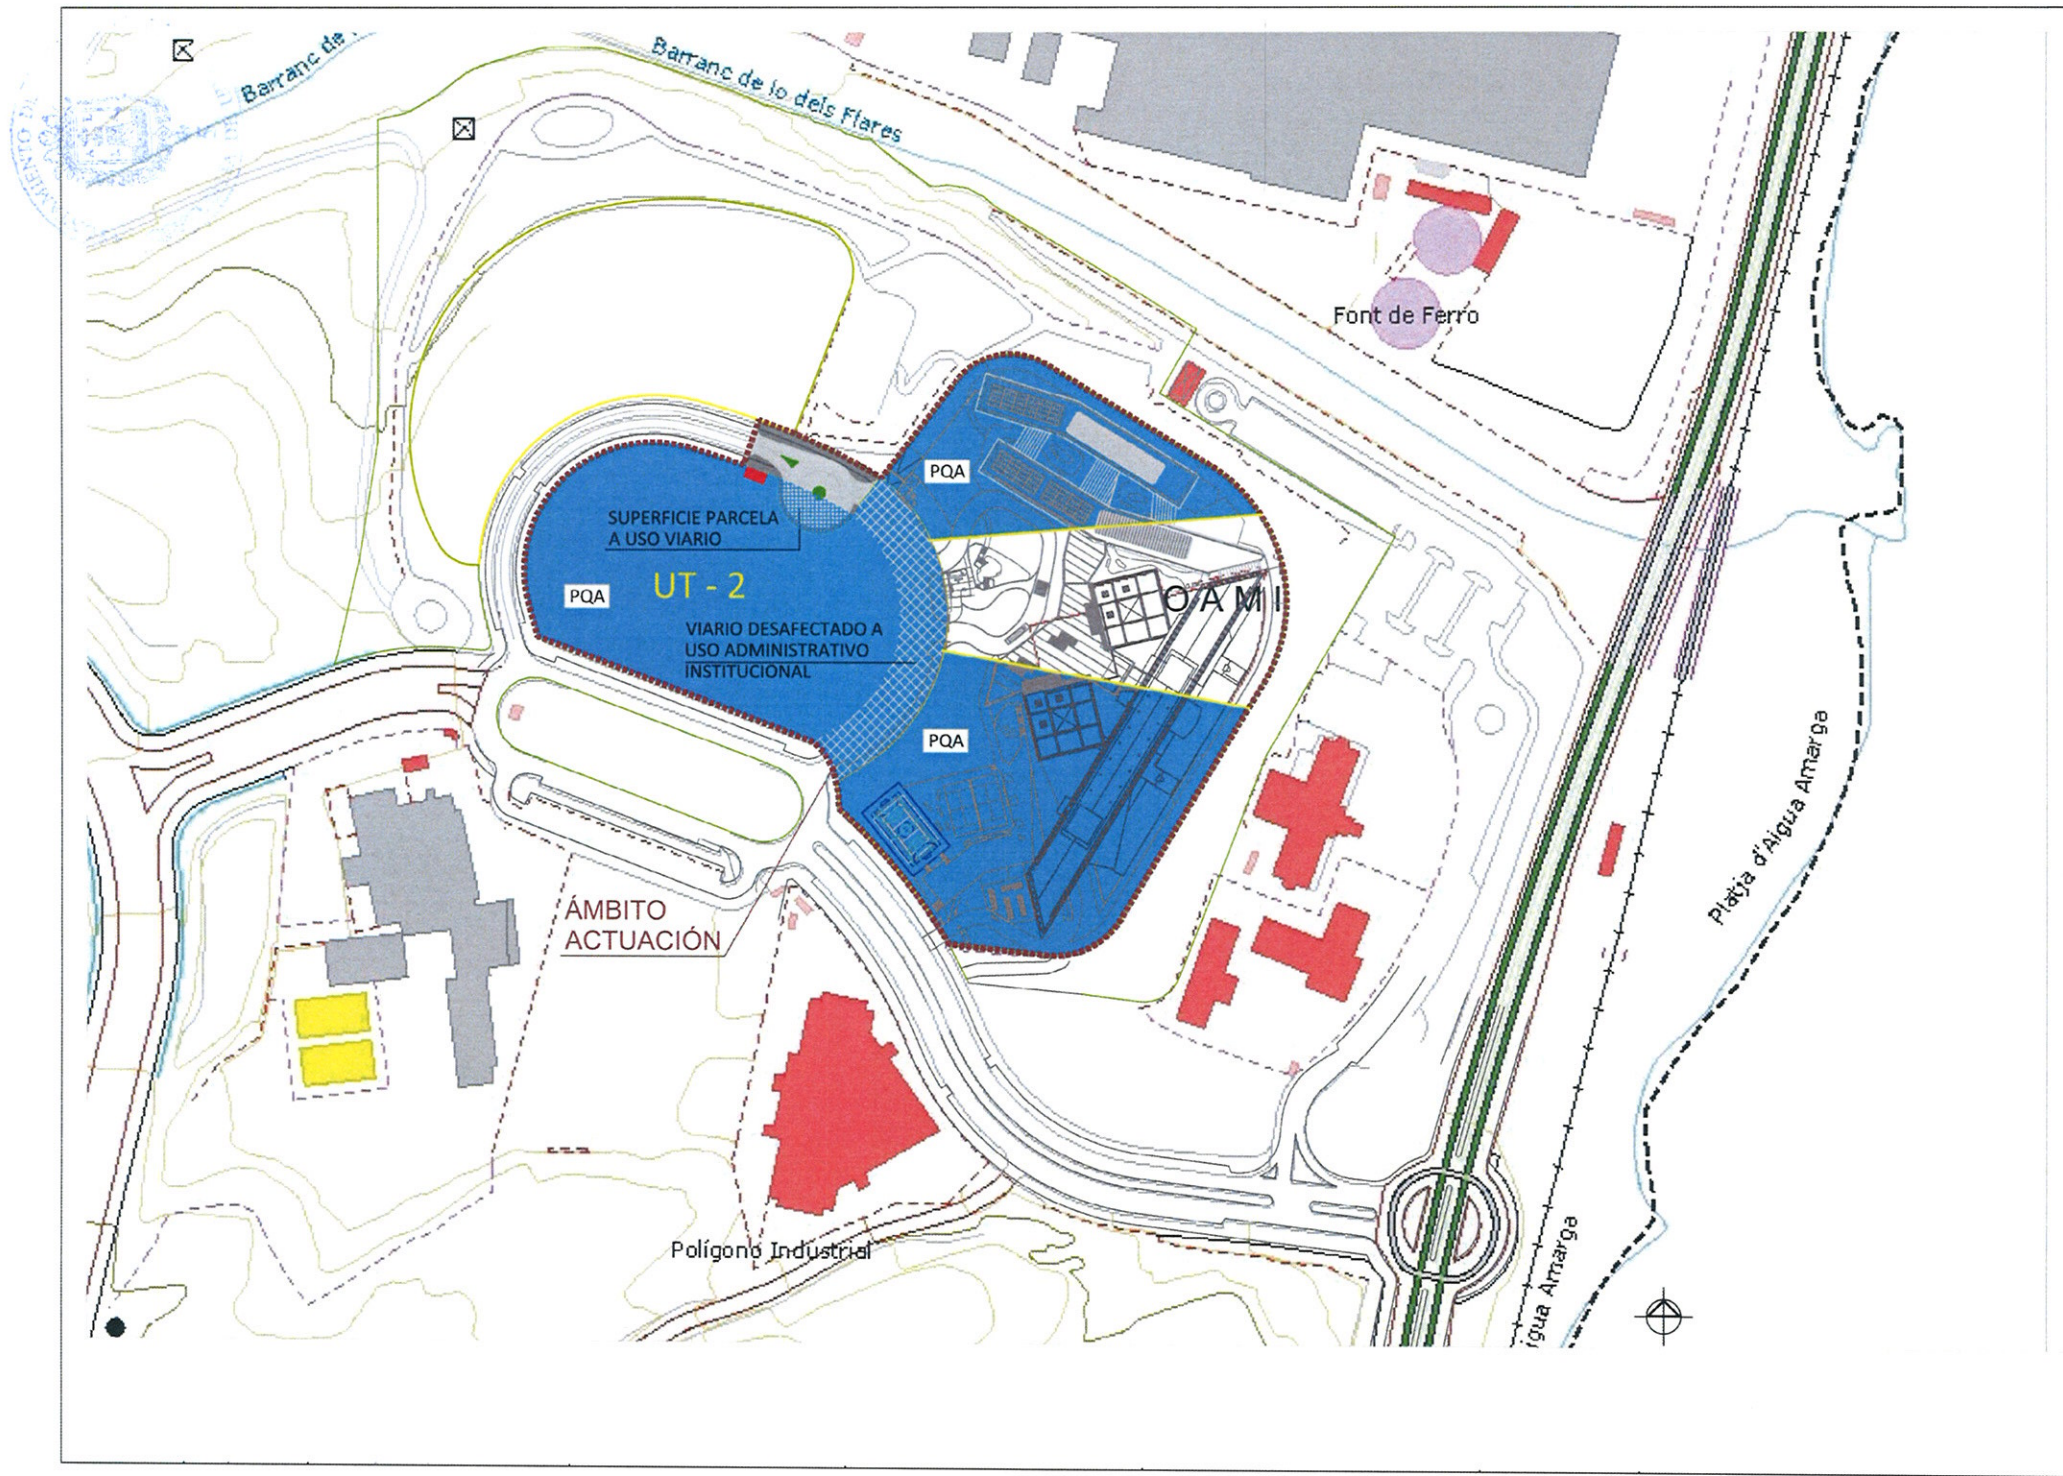 Barranc de
Barranc de lo dels Flares
Font de Ferro
PQA
SUPERFICIE PARCELA
A USO VIARIO
UT - 2
PQA
OAMI
VIARIO DESAFECTADO A
USO ADMINISTRATIVO
INSTITUCIONAL
PQA
Platja d'Aigua Amarga
ÁMBITO
ACTUACIÓN
Polígono Industrial
igua Amarga